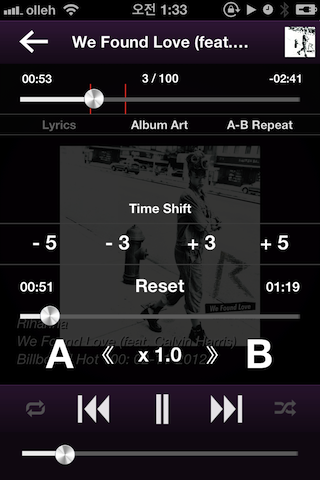 olleh 오전 1:33
We Found Love (feat....
00:53 3 / 100 -02:41
Lyrics Album Art A-B Repeat
Time Shift
- 5 - 3 + 3 + 5
00:51 Reset 01:19
R
We Found Love
Rihanna
We Found Love (feat. Calvin Harris)
Billboard Hot 100: 2012
A 《 x 1.0 》 B